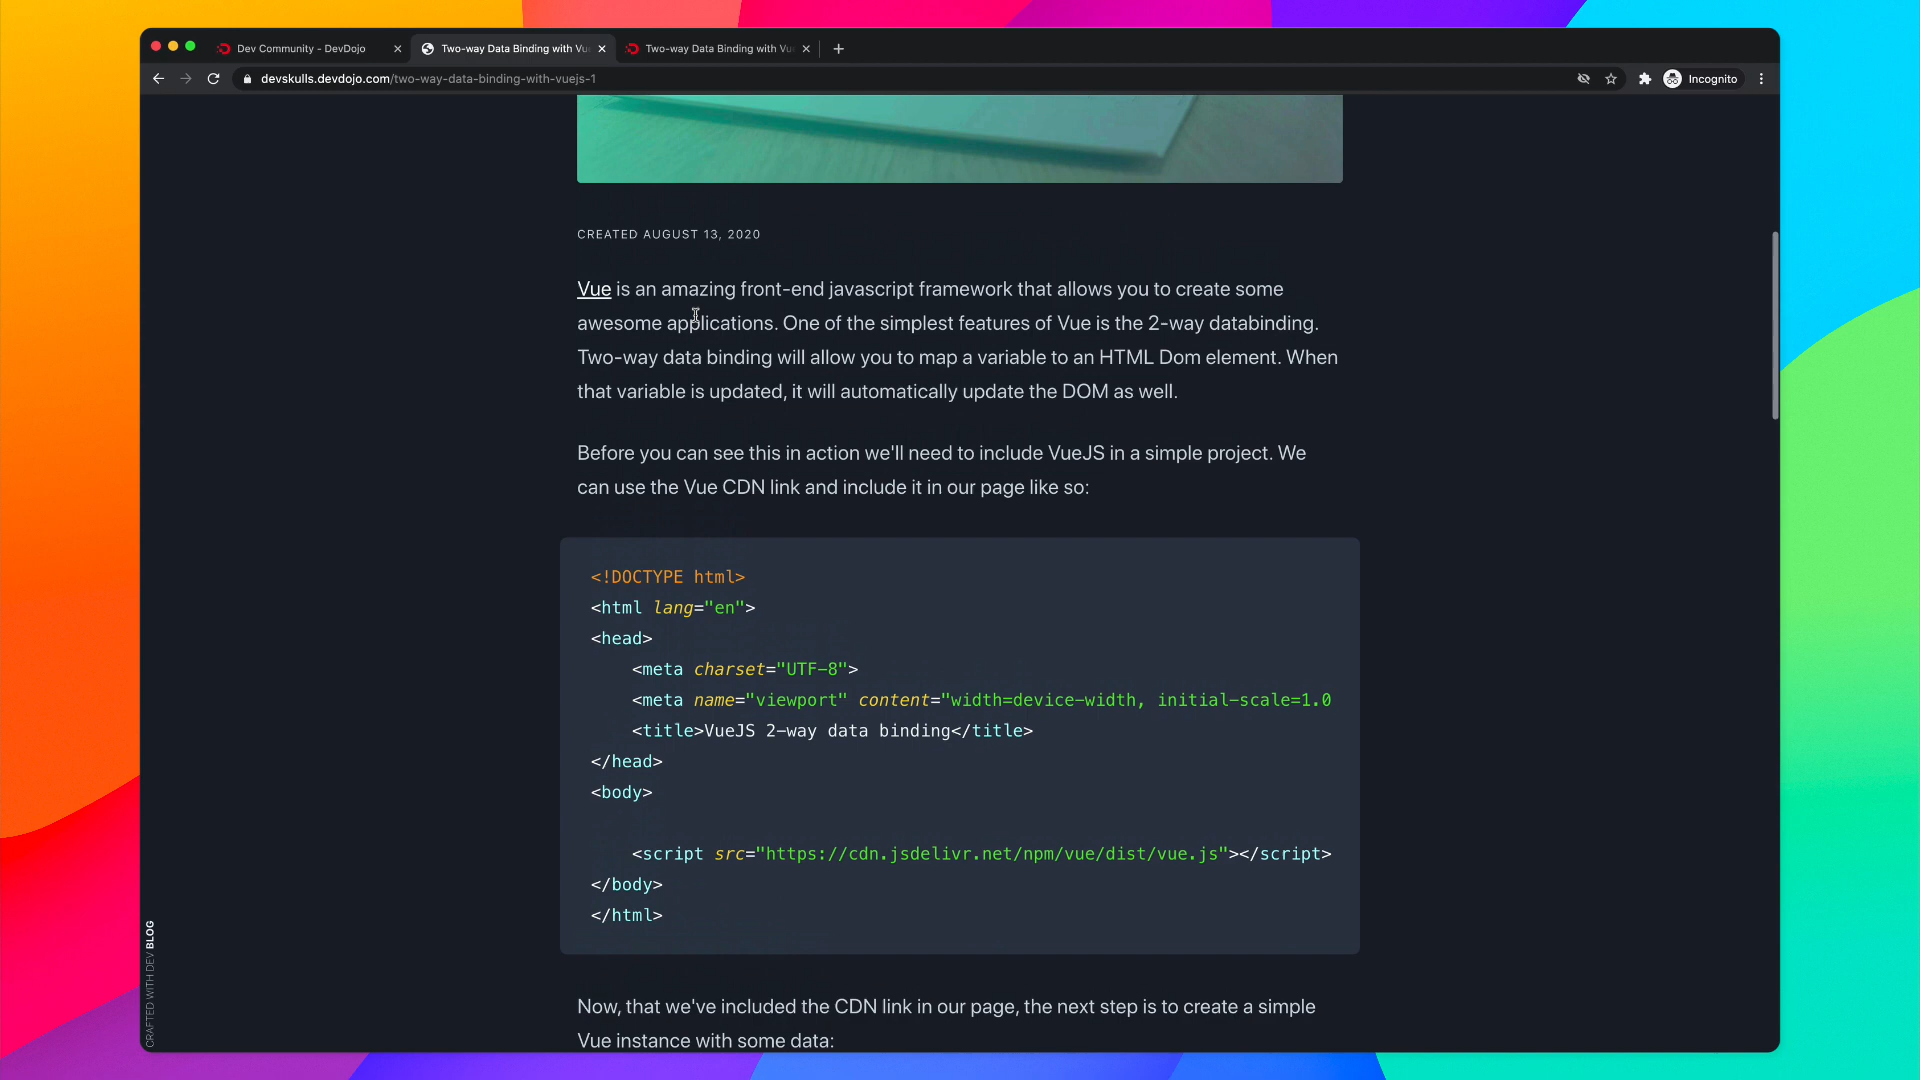 Dev Community - DevDojo
Two-way Data Binding with Vue
Two-way Data Binding with Vu
devskulls.devdojo.com/two-way-data-binding-with-vuejs-1
Incognito
CREATED AUGUST 13, 2020
Vue is an amazing front-end javascript framework that allows you to create some
awesome applications. One of the simplest features of Vue is the 2-way databinding.
Two-way data binding will allow you to map a variable to an HTML Dom element. When
that variable is updated, it will automatically update the DOM as well.
Before you can see this in action we'll need to include VueJS in a simple project. We
can use the Vue CDN link and include it in our page like so:
<!DOCTYPE html>
<html lang="en">
<head>
    <meta charset="UTF-8">
    <meta name="viewport" content="width=device-width, initial-scale=1.0
    <title>VueJS 2-way data binding</title>
</head>
<body>
    <script src="https://cdn.jsdelivr.net/npm/vue/dist/vue.js"></script>
</body>
</html>
Now, that we've included the CDN link in our page, the next step is to create a simple
Vue instance with some data:
CRAFTED WITH DEV BLOG